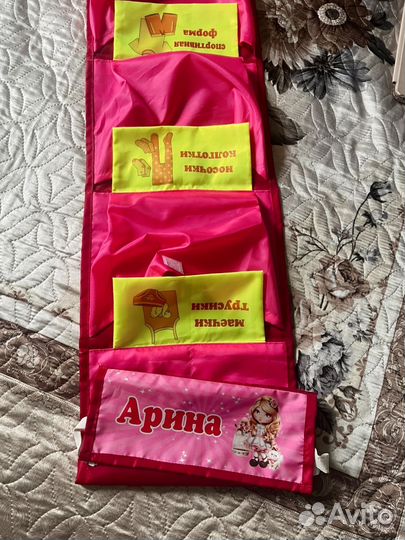 спортивная
форма
носочки
колготки
маечки
трусики
Арина
Avito